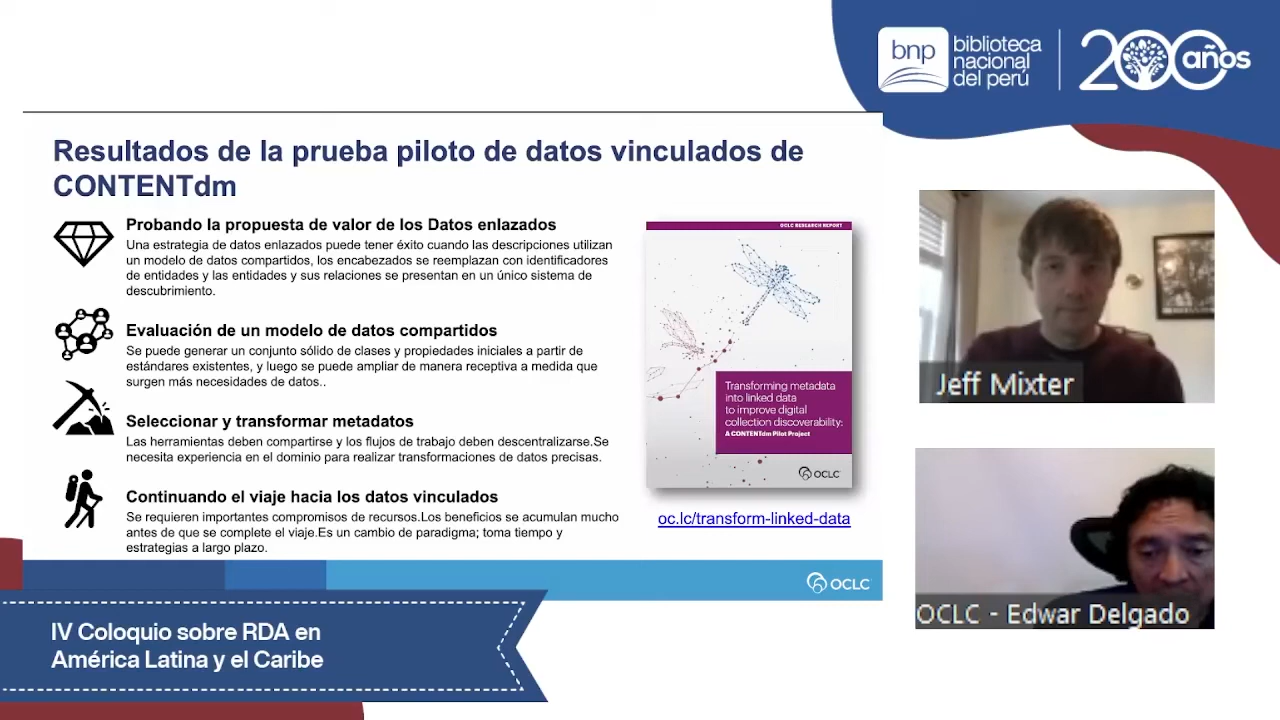 bnp
biblioteca
nacional
del perú
200 años
Resultados de la prueba piloto de datos vinculados de
CONTENTdm
Probando la propuesta de valor de los Datos enlazados
Una estrategia de datos enlazados puede tener éxito cuando las descripciones utilizan
un modelo de datos compartidos, los encabezados se reemplazan con identificadores
de entidades y las entidades y sus relaciones se presentan en un único sistema de
descubrimiento.
Evaluación de un modelo de datos compartidos
Se puede generar un conjunto sólido de clases y propiedades iniciales a partir de
estándares existentes, y luego se puede ampliar de manera receptiva a medida que
surgen más necesidades de datos..
Seleccionar y transformar metadatos
Las herramientas deben compartirse y los flujos de trabajo deben descentralizarse.Se
necesita experiencia en el dominio para realizar transformaciones de datos precisas.
Continuando el viaje hacia los datos vinculados
Se requieren importantes compromisos de recursos.Los beneficios se acumulan mucho
antes de que se complete el viaje.Es un cambio de paradigma; toma tiempo y
estrategias a largo plazo.
OCLC RESEARCH REPORT
Transforming metadata
into linked data
to improve digital
collection discoverability:
A CONTENTdm Pilot Project
OCLC
oc.lc/transform-linked-data
OCLC
Jeff Mixter
OCLC - Edwar Delgado
IV Coloquio sobre RDA en
América Latina y el Caribe